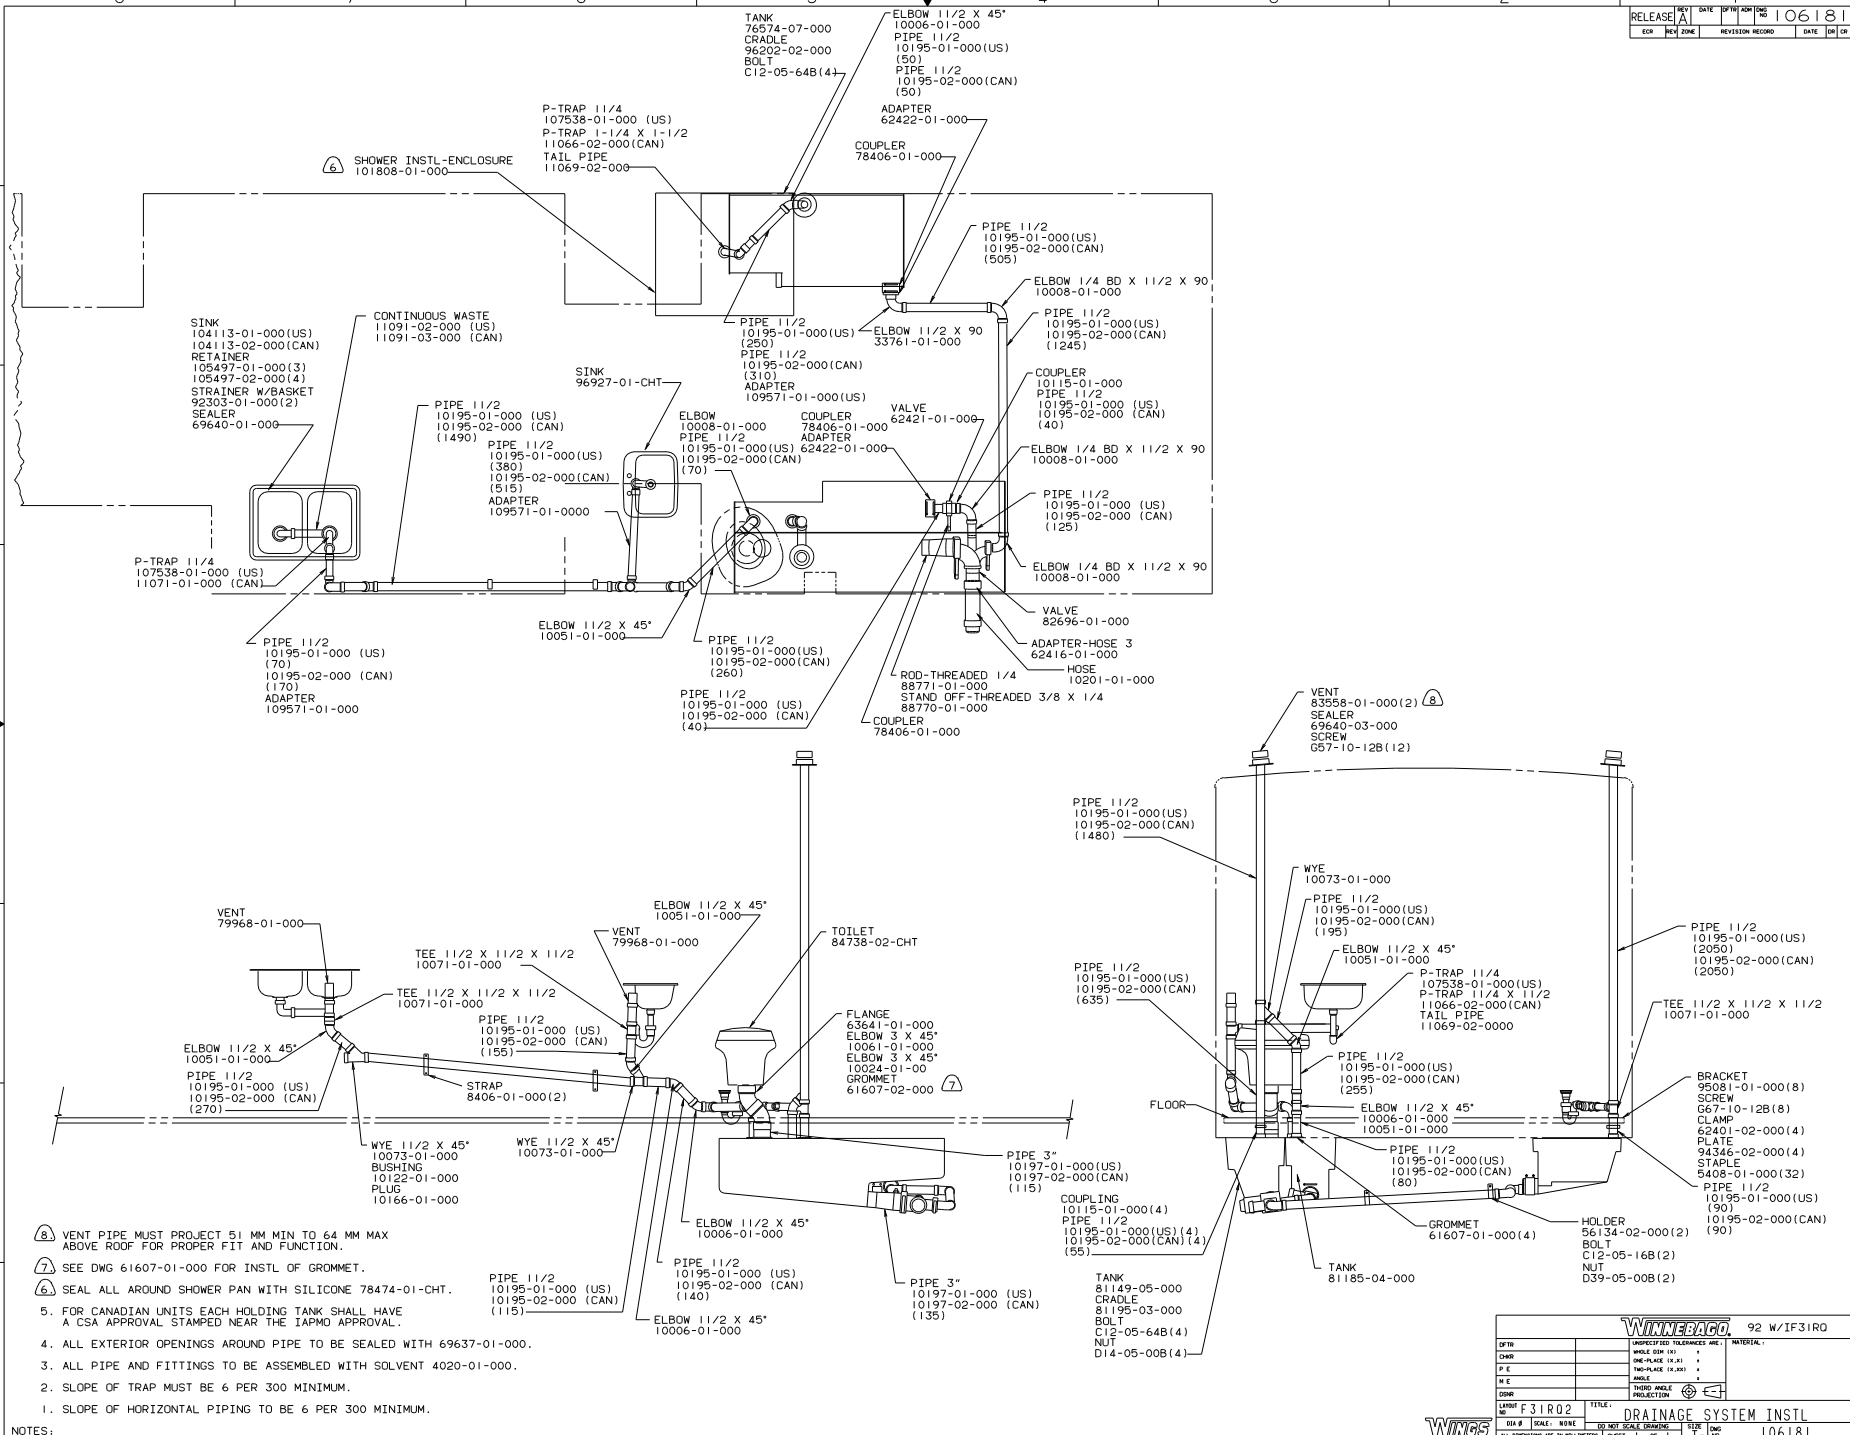 RELEASE REV A DATE DFTR ADM DWG NO 106181
ECR REV ZONE REVISION RECORD DATE DR CR
TANK
76574-07-000
CRADLE
96202-02-000
BOLT
C12-05-64B(4)
ELBOW 11/2 X 45°
10006-01-000
PIPE 11/2
10195-01-000(US)
(50)
PIPE 11/2
10195-02-000(CAN)
(50)
ADAPTER
62422-01-000
COUPLER
78406-01-000
P-TRAP 11/4
107538-01-000 (US)
P-TRAP 1-1/4 X 1-1/2
11066-02-000(CAN)
TAIL PIPE
11069-02-000
6 SHOWER INSTL-ENCLOSURE
101808-01-000
PIPE 11/2
10195-01-000(US)
10195-02-000(CAN)
(505)
ELBOW 1/4 BD X 11/2 X 90
10008-01-000
PIPE 11/2
10195-01-000(US)
10195-02-000(CAN)
(1245)
SINK
104113-01-000(US)
104113-02-000(CAN)
RETAINER
105497-01-000(3)
105497-02-000(4)
STRAINER W/BASKET
92303-01-000(2)
SEALER
69640-01-000
CONTINUOUS WASTE
11091-02-000 (US)
11091-03-000 (CAN)
PIPE 11/2
10195-01-000(US)
(250)
PIPE 11/2
10195-02-000(CAN)
(310)
ADAPTER
109571-01-000(US)
ELBOW 11/2 X 90
33761-01-000
SINK
96927-01-CHT
COUPLER
10115-01-000
PIPE 11/2
10195-01-000 (US)
10195-02-000 (CAN)
(40)
PIPE 11/2
10195-01-000 (US)
10195-02-000 (CAN)
(1490)
PIPE 11/2
10195-01-000(US)
(380)
10195-02-000(CAN)
(515)
ADAPTER
109571-01-0000
ELBOW
10008-01-000
PIPE 11/2
10195-01-000(US)
10195-02-000(CAN)
(70)
COUPLER
78406-01-000
ADAPTER
62422-01-000
VALVE
62421-01-000
ELBOW 1/4 BD X 11/2 X 90
10008-01-000
PIPE 11/2
10195-01-000 (US)
10195-02-000 (CAN)
(125)
P-TRAP 11/4
107538-01-000 (US)
11071-01-000 (CAN)
ELBOW 1/4 BD X 11/2 X 90
10008-01-000
VALVE
82696-01-000
ADAPTER-HOSE 3
62416-01-000
HOSE
10201-01-000
ELBOW 11/2 X 45°
10051-01-000
PIPE 11/2
10195-01-000 (US)
(70)
10195-02-000 (CAN)
(170)
ADAPTER
109571-01-000
PIPE 11/2
10195-01-000(US)
10195-02-000(CAN)
(260)
PIPE 11/2
10195-01-000 (US)
10195-02-000 (CAN)
(40)
ROD-THREADED 1/4
88771-01-000
STAND OFF-THREADED 3/8 X 1/4
88770-01-000
COUPLER
78406-01-000
VENT
83558-01-000(2) 8
SEALER
69640-03-000
SCREW
G57-10-12B(12)
PIPE 11/2
10195-01-000(US)
10195-02-000(CAN)
(1480)
WYE
10073-01-000
PIPE 11/2
10195-01-000(US)
10195-02-000(CAN)
(195)
ELBOW 11/2 X 45°
10051-01-000
P-TRAP 11/4
107538-01-000(US)
P-TRAP 11/4 X 11/2
11066-02-000(CAN)
TAIL PIPE
11069-02-0000
PIPE 11/2
10195-01-000(US)
(2050)
10195-02-000(CAN)
(2050)
TEE 11/2 X 11/2 X 11/2
10071-01-000
VENT
79968-01-000
TEE 11/2 X 11/2 X 11/2
10071-01-000
TEE 11/2 X 11/2 X 11/2
10071-01-000
ELBOW 11/2 X 45°
10051-01-000
VENT
79968-01-000
TOILET
84738-02-CHT
PIPE 11/2
10195-01-000(US)
10195-02-000(CAN)
(635)
ELBOW 11/2 X 45°
10051-01-000
PIPE 11/2
10195-01-000 (US)
10195-02-000 (CAN)
(270)
PIPE 11/2
10195-01-000 (US)
10195-02-000 (CAN)
(155)
STRAP
8406-01-000(2)
FLANGE
63641-01-000
ELBOW 3 X 45°
10061-01-000
ELBOW 3 X 45°
10024-01-00
GROMMET
61607-02-000 7
PIPE 11/2
10195-01-000(US)
10195-02-000(CAN)
(255)
FLOOR
ELBOW 11/2 X 45°
10006-01-000
10051-01-000
PIPE 11/2
10195-01-000(US)
10195-02-000(CAN)
(80)
BRACKET
95081-01-000(8)
SCREW
G67-10-12B(8)
CLAMP
62401-02-000(4)
PLATE
94346-02-000(4)
STAPLE
5408-01-000(32)
PIPE 11/2
10195-01-000(US)
(90)
10195-02-000(CAN)
(90)
WYE 11/2 X 45°
10073-01-000
BUSHING
10122-01-000
PLUG
10166-01-000
WYE 11/2 X 45°
10073-01-000
PIPE 3"
10197-01-000(US)
10197-02-000(CAN)
(115)
COUPLING
10115-01-000(4)
PIPE 11/2
10195-01-000(US)(4)
10195-02-000(CAN)(4)
(55)
GROMMET
61607-01-000(4)
HOLDER
56134-02-000(2)
BOLT
C12-05-16B(2)
NUT
D39-05-00B(2)
TANK
81185-04-000
TANK
81149-05-000
CRADLE
81195-03-000
BOLT
C12-05-64B(4)
NUT
D14-05-00B(4)
ELBOW 11/2 X 45°
10006-01-000
PIPE 11/2
10195-01-000 (US)
10195-02-000 (CAN)
(140)
PIPE 11/2
10195-01-000 (US)
10195-02-000 (CAN)
(115)
ELBOW 11/2 X 45°
10006-01-000
PIPE 3"
10197-01-000 (US)
10197-02-000 (CAN)
(135)
8. VENT PIPE MUST PROJECT 51 MM MIN TO 64 MM MAX
ABOVE ROOF FOR PROPER FIT AND FUNCTION.
7. SEE DWG 61607-01-000 FOR INSTL OF GROMMET.
6. SEAL ALL AROUND SHOWER PAN WITH SILICONE 78474-01-CHT.
5. FOR CANADIAN UNITS EACH HOLDING TANK SHALL HAVE
A CSA APPROVAL STAMPED NEAR THE IAPMO APPROVAL.
4. ALL EXTERIOR OPENINGS AROUND PIPE TO BE SEALED WITH 69637-01-000.
3. ALL PIPE AND FITTINGS TO BE ASSEMBLED WITH SOLVENT 4020-01-000.
2. SLOPE OF TRAP MUST BE 6 PER 300 MINIMUM.
1. SLOPE OF HORIZONTAL PIPING TO BE 6 PER 300 MINIMUM.
NOTES:
WINNEBAGO. 92 W/IF31RQ
DFTR
CHKR
P E
M E
DSNR
UNSPECIFIED TOLERANCES ARE:
WHOLE DIM (X) ±
ONE-PLACE (X.X) ±
TWO-PLACE (X.XX) ±
ANGLE ±
THIRD ANGLE
PROJECTION
MATERIAL:
WINGS
LAYOUT NO F31RQ2
TITLE: DRAINAGE SYSTEM INSTL
DIA Ø SCALE: NONE DO NOT SCALE DRAWING SIZE DWG
106181